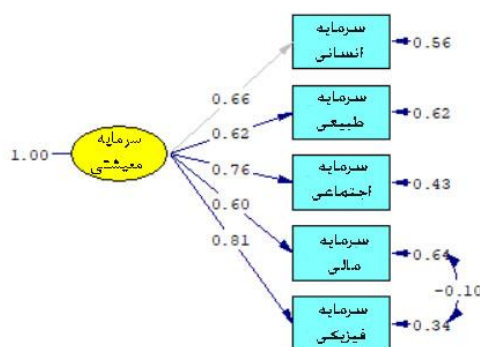 سرمایه
انسانی
0.56
0.66
سرمایه
طبیعی
0.62
0.62
1.00
سرمایه
معیشتی
0.76
سرمایه
اجتماعی
0.43
0.60
0.81
سرمایه
مالی
0.64
-0.10
سرمایه
فیزیکی
0.34